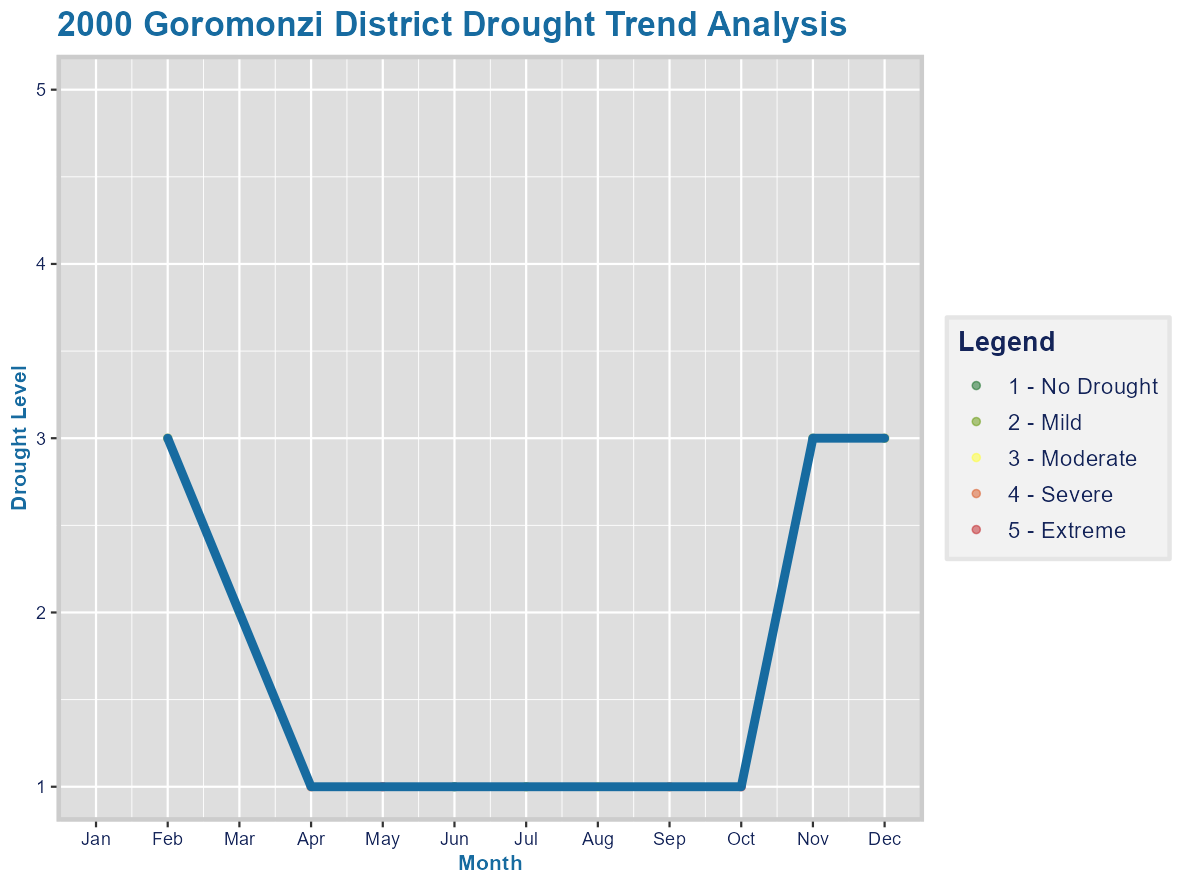 2000 Goromonzi District Drought Trend Analysis
5
4
3
2
1
Drought Level
Jan Feb Mar Apr May Jun Jul Aug Sep Oct Nov Dec
Month
Legend
1 - No Drought
2 - Mild
3 - Moderate
4 - Severe
5 - Extreme